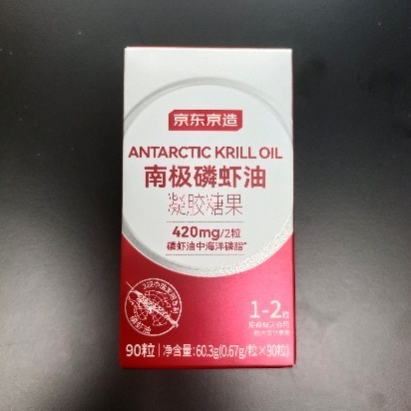 京东京造
ANTARCTIC KRILL OIL
南极磷虾油
凝胶糖果
420mg/2粒
磷虾油中海洋磷脂*
1-2粒
90粒 净含量:60.3g(0.67g/粒×90粒)